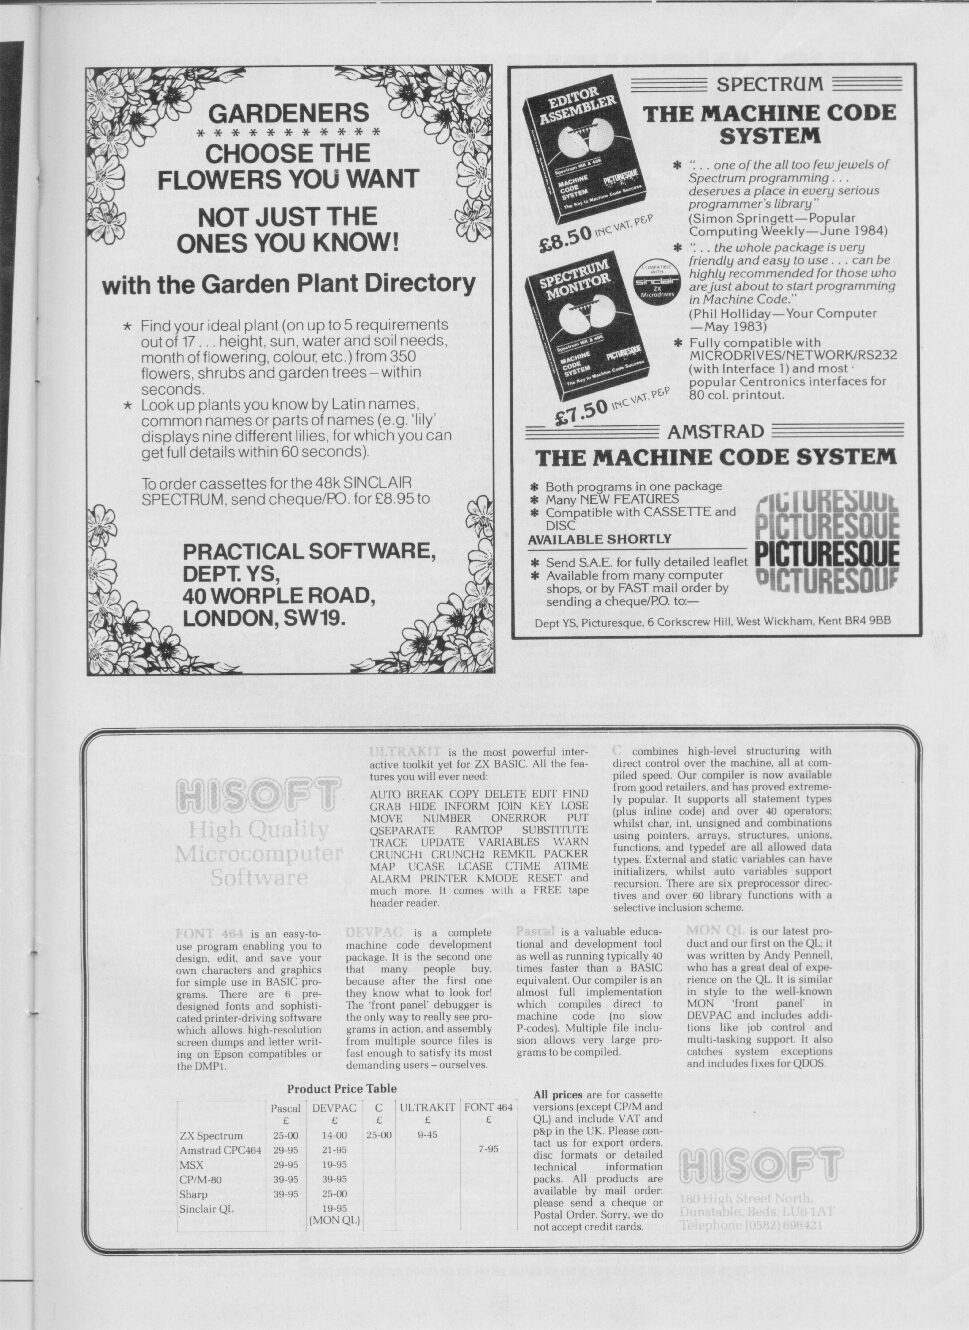 GARDENERS
* * * * * * * * * * *
CHOOSE THE
FLOWERS YOU WANT
NOT JUST THE
ONES YOU KNOW!
with the Garden Plant Directory
* Find your ideal plant (on up to 5 requirements
out of 17 . . . height, sun, water and soil needs,
month of flowering, colour, etc.) from 350
flowers, shrubs and garden trees – within
seconds.
* Look up plants you know by Latin names,
common names or parts of names (e.g. 'lily'
displays nine different lilies, for which you can
get full details within 60 seconds).
To order cassettes for the 48k SINCLAIR
SPECTRUM, send cheque/P.O. for £8.95 to
PRACTICAL SOFTWARE,
DEPT. YS,
40 WORPLE ROAD,
LONDON, SW19.
SPECTRUM
THE MACHINE CODE
SYSTEM
EDITOR
ASSEMBLER
Spectrum 16K & 48K
MACHINE
CODE
SYSTEM
PICTURESQUE
The Key to Machine Code Success
£8.50 INC VAT, P&P
SPECTRUM
MONITOR
Spectrum 16K & 48K
MACHINE
CODE
SYSTEM
PICTURESQUE
The Key to Machine Code Success
£7.50 INC VAT, P&P
COMPATIBLE
WITH
sinclair
ZX
Microdrives
* ". . . one of the all too few jewels of
Spectrum programming . . .
deserves a place in every serious
programmer's library"
(Simon Springett—Popular
Computing Weekly—June 1984)
* ". . . the whole package is very
friendly and easy to use . . . can be
highly recommended for those who
are just about to start programming
in Machine Code."
(Phil Holliday—Your Computer
—May 1983)
* Fully compatible with
MICRODRIVES/NETWORK/RS232
(with Interface 1) and most
popular Centronics interfaces for
80 col. printout.
AMSTRAD
THE MACHINE CODE SYSTEM
* Both programs in one package
* Many NEW FEATURES
* Compatible with CASSETTE and
DISC
AVAILABLE SHORTLY
* Send S.A.E. for fully detailed leaflet
* Available from many computer
shops, or by FAST mail order by
sending a cheque/P.O. to:—
PICTURESQUE
PICTURESQUE
PICTURESQUE
PICTURESQUE
Dept YS, Picturesque, 6 Corkscrew Hill, West Wickham, Kent BR4 9BB
HISOFT
High Quality
Microcomputer
Software
ULTRAKIT is the most powerful inter-
active toolkit yet for ZX BASIC. All the fea-
tures you will ever need:
AUTO BREAK COPY DELETE EDIT FIND
GRAB HIDE INFORM JOIN KEY LOSE
MOVE NUMBER ONERROR PUT
QSEPARATE RAMTOP SUBSTITUTE
TRACE UPDATE VARIABLES WARN
CRUNCH1 CRUNCH2 REMKIL PACKER
MAP UCASE LCASE CTIME ATIME
ALARM PRINTER KMODE RESET and
much more. It comes with a FREE tape
header reader.
C combines high-level structuring with
direct control over the machine, all at com-
piled speed. Our compiler is now available
from good retailers, and has proved extreme-
ly popular. It supports all statement types
(plus inline code) and over 40 operators;
whilst char, int, unsigned and combinations
using pointers, arrays, structures, unions,
functions, and typedef are all allowed data
types. External and static variables can have
initializers, whilst auto variables support
recursion. There are six preprocessor direc-
tives and over 60 library functions with a
selective inclusion scheme.
FONT 464 is an easy-to-
use program enabling you to
design, edit, and save your
own characters and graphics
for simple use in BASIC pro-
grams. There are 6 pre-
designed fonts and sophisti-
cated printer-driving software
which allows high-resolution
screen dumps and letter writ-
ing on Epson compatibles or
the DMP1.
DEVPAC is a complete
machine code development
package. It is the second one
that many people buy,
because after the first one
they know what to look for!
The 'front panel' debugger is
the only way to really see pro-
grams in action, and assembly
from multiple source files is
fast enough to satisfy its most
demanding users – ourselves.
Pascal is a valuable educa-
tional and development tool
as well as running typically 40
times faster than a BASIC
equivalent. Our compiler is an
almost full implementation
which compiles direct to
machine code (no slow
P-codes). Multiple file inclu-
sion allows very large pro-
grams to be compiled.
MON QL is our latest pro-
duct and our first on the QL; it
was written by Andy Pennell,
who has a great deal of expe-
rience on the QL. It is similar
in style to the well-known
MON 'front panel' in
DEVPAC and includes addi-
tions like job control and
multi-tasking support. It also
catches system exceptions
and includes fixes for QDOS.
Product Price Table
Pascal DEVPAC C ULTRAKIT FONT 464
£ £ £ £ £
ZX Spectrum 25-00 14-00 25-00 9-45
Amstrad CPC464 29-95 21-95 7-95
MSX 29-95 19-95
CP/M-80 39-95 39-95
Sharp 39-95 25-00
Sinclair QL 19-95
(MON QL)
All prices are for cassette
versions (except CP/M and
QL) and include VAT and
p&p in the UK. Please con-
tact us for export orders,
disc formats or detailed
technical information
packs. All products are
available by mail order:
please send a cheque or
Postal Order. Sorry, we do
not accept credit cards.
HISOFT
180 High Street North,
Dunstable, Beds. LU6 1AT
Telephone (0582) 696421